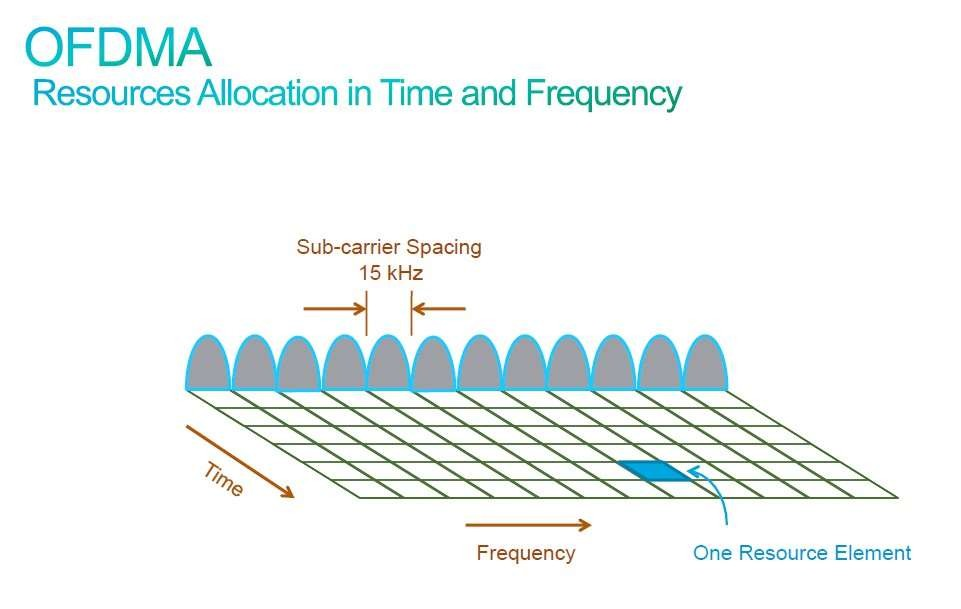 OFDMA
Resources Allocation in Time and Frequency
Sub-carrier Spacing
15 kHz
Time
Frequency
One Resource Element